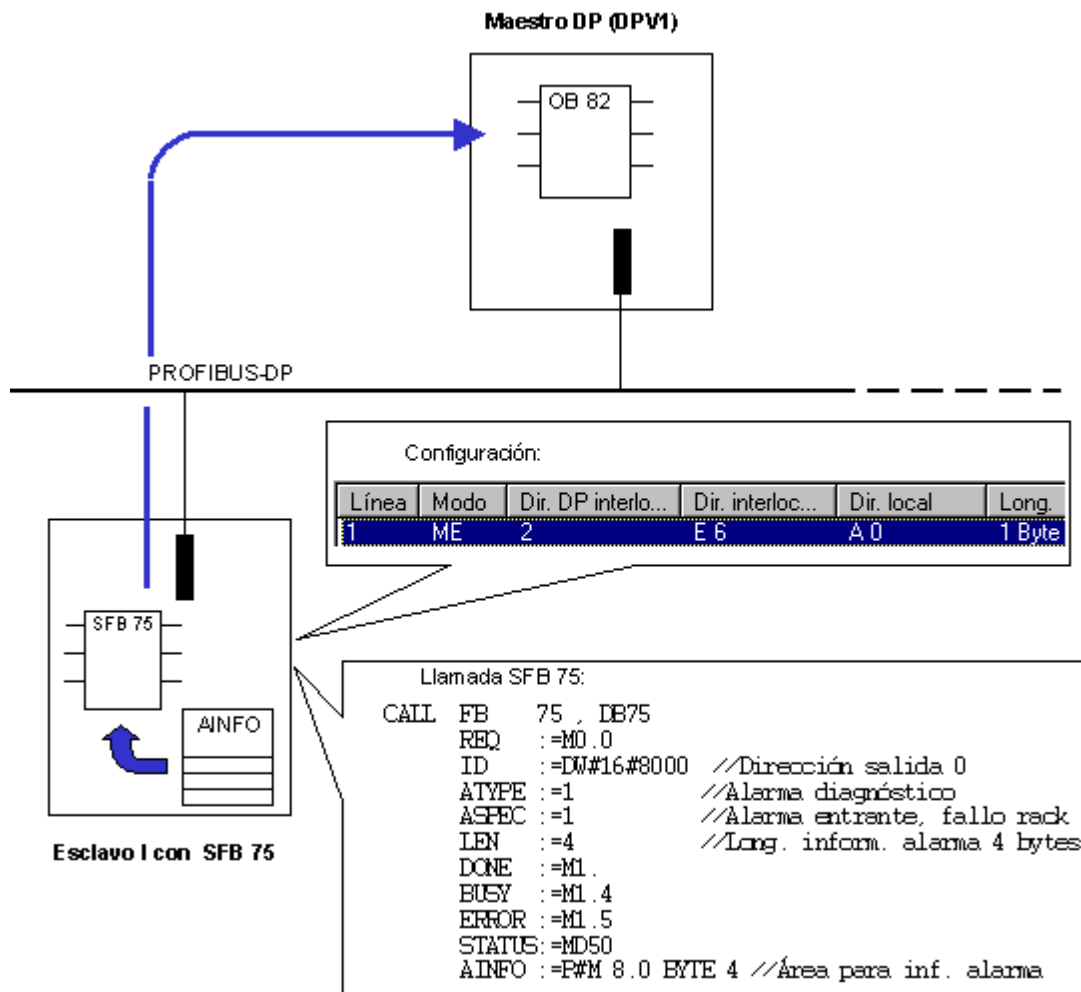 Maestro DP (DPV1)
OB 82
PROFIBUS-DP
Configuración:
Línea Modo Dir. DP interlo... Dir. interloc... Dir. local Long.
1 ME 2 E 6 A 0 1 Byte
SFB 75
AINFO
Esclavo I con SFB 75
Llamada SFB 75:
CALL FB 75 , DB75
REQ :=M0.0
ID :=DW#16#8000 //Dirección salida 0
ATYPE :=1 //Alarma diagnóstico
ASPEC :=1 //Alarma entrante, fallo rack
LEN :=4 //Long. inform. alarma 4 bytes
DONE :=M1.
BUSY :=M1.4
ERROR :=M1.5
STATUS:=MD50
AINFO :=P#M 8.0 BYTE 4 //Área para inf. alarma